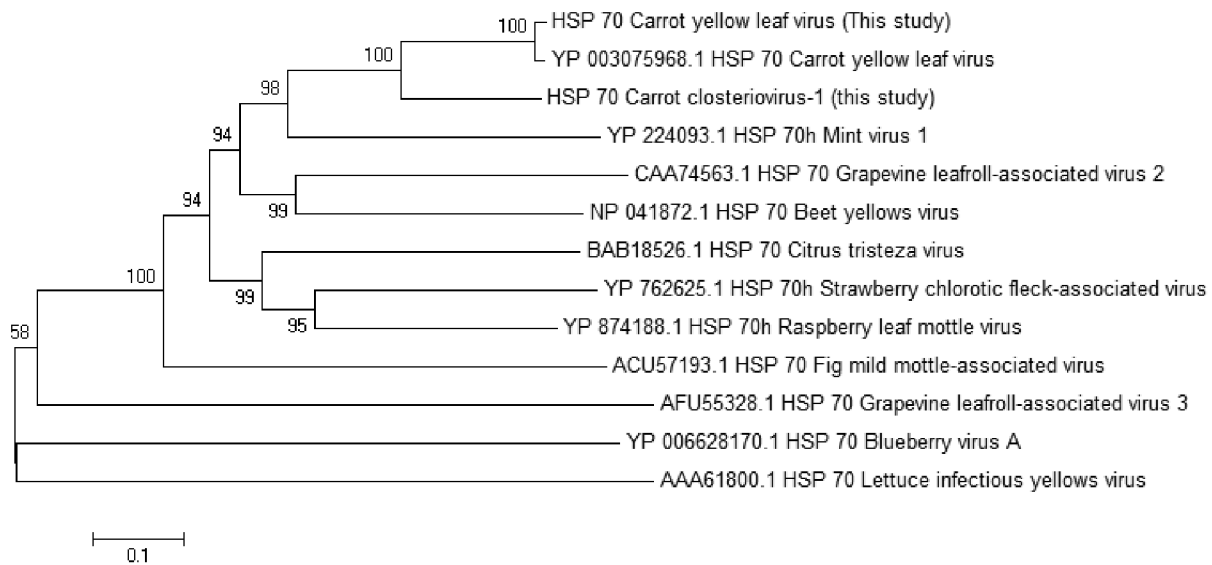 100 HSP 70 Carrot yellow leaf virus (This study)
100 YP 003075968.1 HSP 70 Carrot yellow leaf virus
98 HSP 70 Carrot closteriovirus-1 (this study)
94 YP 224093.1 HSP 70h Mint virus 1
CAA74563.1 HSP 70 Grapevine leafroll-associated virus 2
94 99 NP 041872.1 HSP 70 Beet yellows virus
BAB18526.1 HSP 70 Citrus tristeza virus
100 99 YP 762625.1 HSP 70h Strawberry chlorotic fleck-associated virus
58 95 YP 874188.1 HSP 70h Raspberry leaf mottle virus
ACU57193.1 HSP 70 Fig mild mottle-associated virus
AFU55328.1 HSP 70 Grapevine leafroll-associated virus 3
YP 006628170.1 HSP 70 Blueberry virus A
AAA61800.1 HSP 70 Lettuce infectious yellows virus
0.1